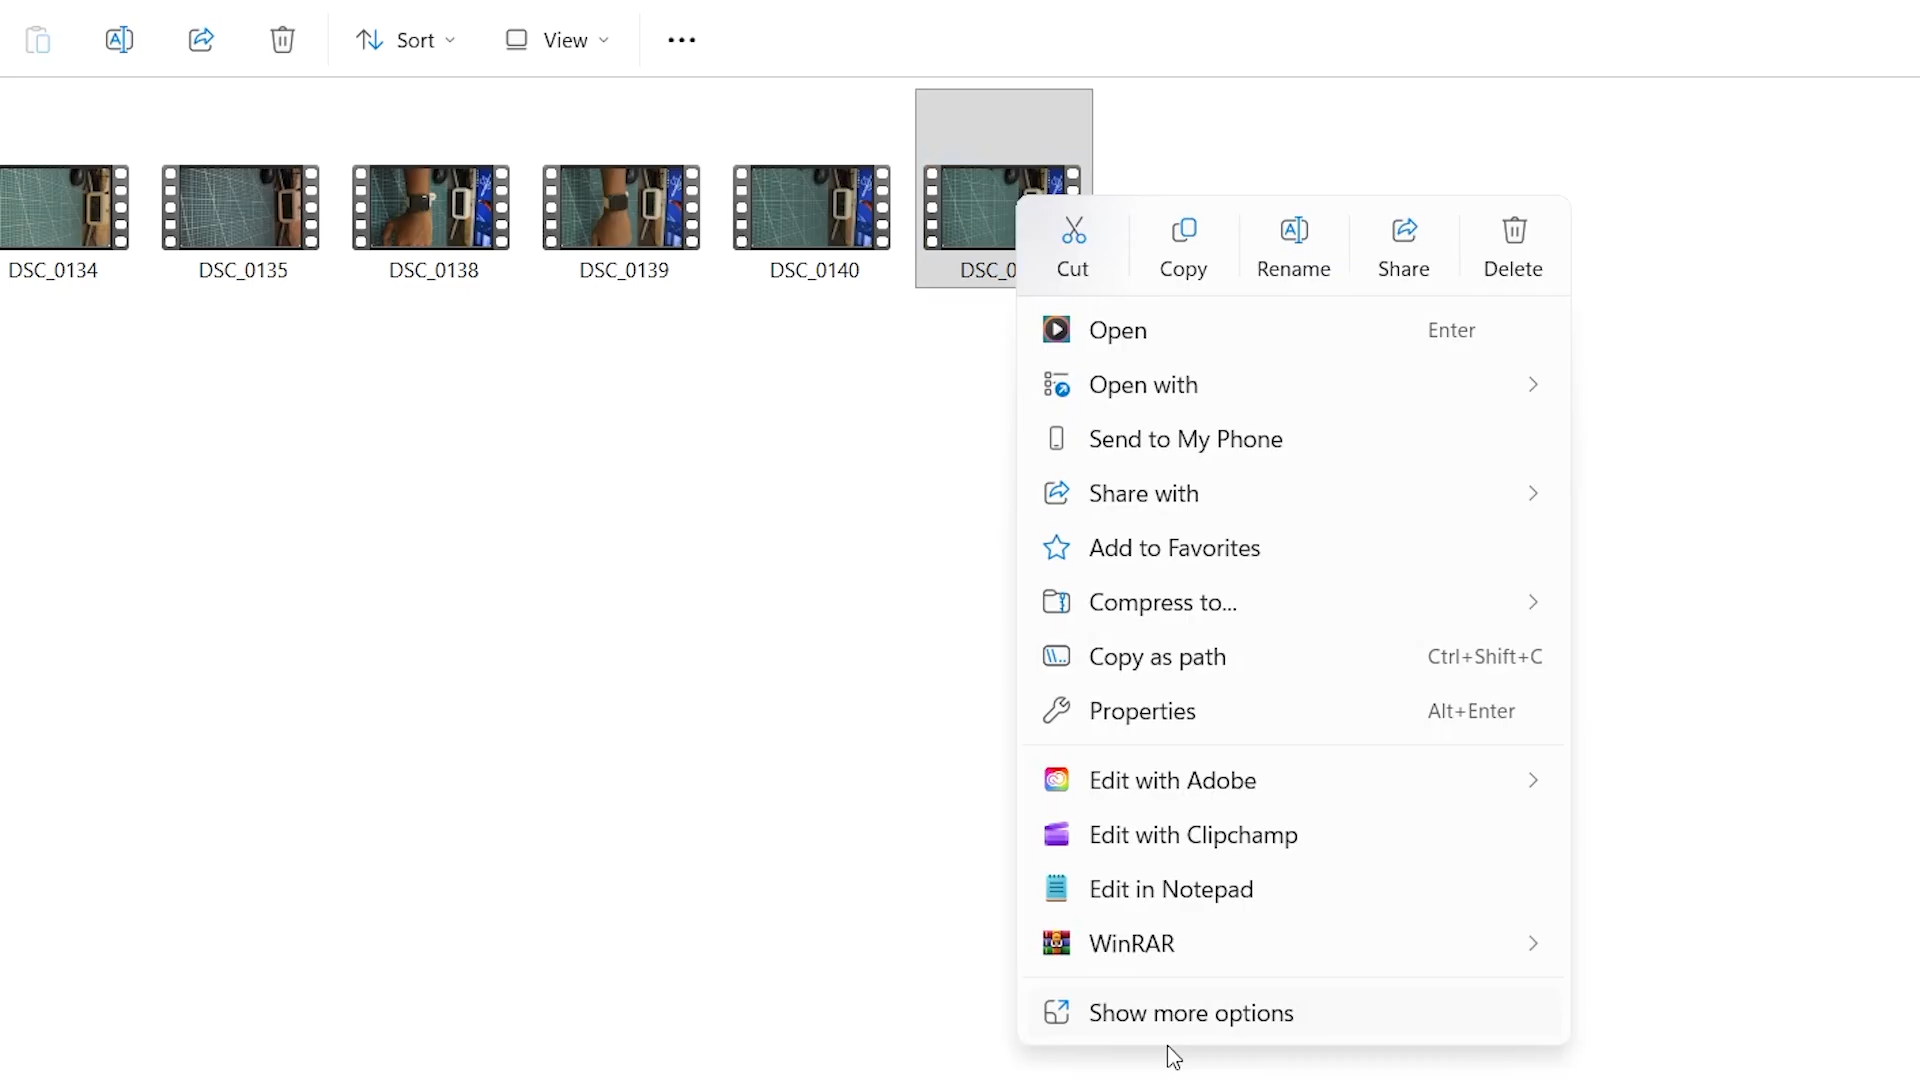 Sort
View
DSC_0134
DSC_0135
DSC_0138
DSC_0139
DSC_0140
DSC_0
Cut
Copy
Rename
Share
Delete
Open Enter
Open with
Send to My Phone
Share with
Add to Favorites
Compress to...
Copy as path Ctrl+Shift+C
Properties Alt+Enter
Edit with Adobe
Edit with Clipchamp
Edit in Notepad
WinRAR
Show more options